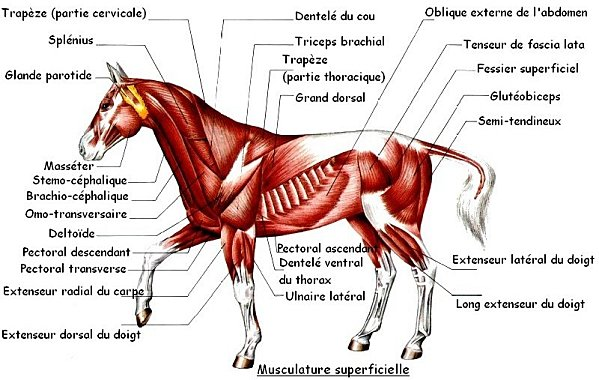 Trapèze (partie cervicale)
Splénius
Glande parotide
Masséter
Stemo-céphalique
Brachio-céphalique
Omo-transversaire
Deltoïde
Pectoral descendant
Pectoral transverse
Extenseur radial du carpe
Extenseur dorsal du doigt
Dentelé du cou
Triceps brachial
Trapèze
(partie thoracique)
Grand dorsal
Pectoral ascendant
Dentelé ventral
du thorax
Ulnaire latéral
Oblique externe de l'abdomen
Tenseur de fascia lata
Fessier superficiel
Glutéobiceps
Semi-tendineux
Extenseur latéral du doigt
Long extenseur du doigt
Musculature superficielle